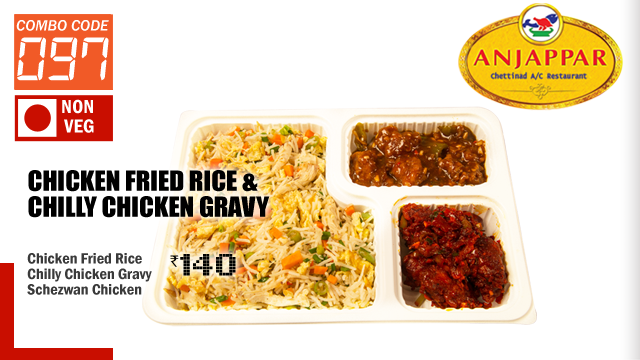 COMBO CODE
097
NON
VEG
ANJAPPAR
Chettinad A/C Restaurant
CHICKEN FRIED RICE &
CHILLY CHICKEN GRAVY
Chicken Fried Rice
Chilly Chicken Gravy
Schezwan Chicken
₹140